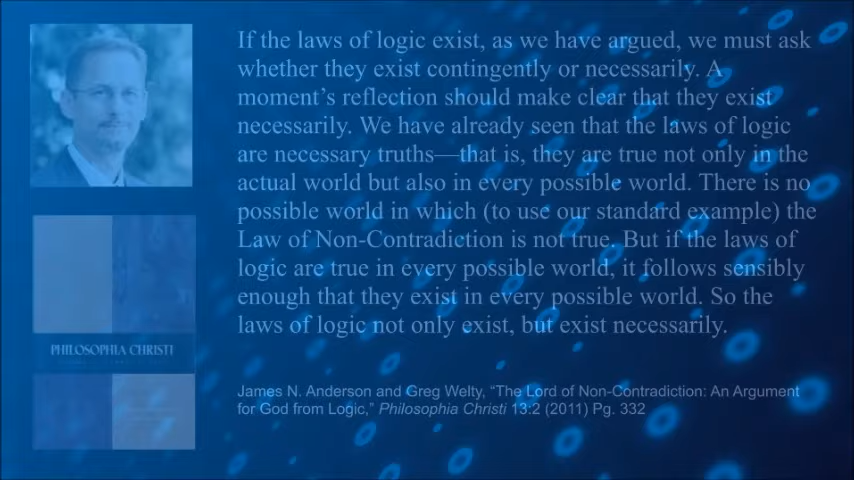 If the laws of logic exist, as we have argued, we must ask
whether they exist contingently or necessarily. A
moment’s reflection should make clear that they exist
necessarily. We have already seen that the laws of logic
are necessary truths—that is, they are true not only in the
actual world but also in every possible world. There is no
possible world in which (to use our standard example) the
Law of Non-Contradiction is not true. But if the laws of
logic are true in every possible world, it follows sensibly
enough that they exist in every possible world. So the
laws of logic not only exist, but exist necessarily.
PHILOSOPHIA CHRISTI
James N. Anderson and Greg Welty, “The Lord of Non-Contradiction: An Argument
for God from Logic,” Philosophia Christi 13:2 (2011) Pg. 332